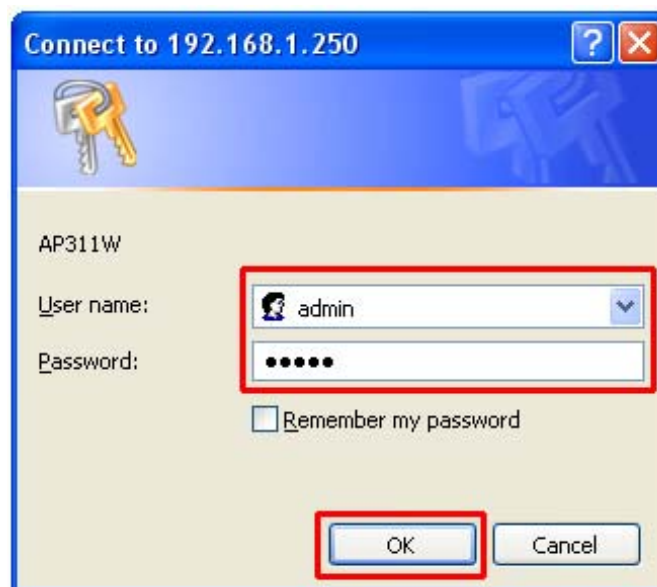 Connect to 192.168.1.250
AP311W
User name: admin
Password: •••••
Remember my password
OK Cancel